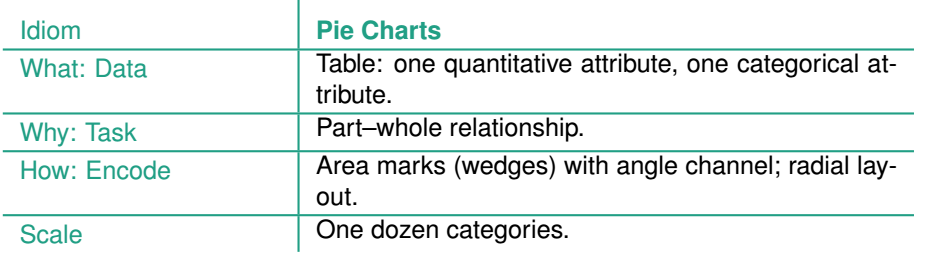 Idiom Pie Charts
What: Data Table: one quantitative attribute, one categorical at-
tribute.
Why: Task Part–whole relationship.
How: Encode Area marks (wedges) with angle channel; radial lay-
out.
Scale One dozen categories.